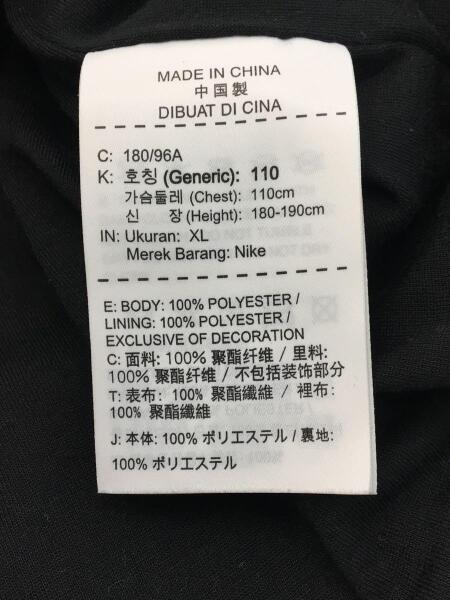 MADE IN CHINA
中国製
DIBUAT DI CINA
C: 180/96A
K: 호칭 (Generic): 110
가슴둘레 (Chest): 110cm
신 장 (Height): 180-190cm
IN: Ukuran: XL
Merek Barang: Nike
E: BODY: 100% POLYESTER /
LINING: 100% POLYESTER /
EXCLUSIVE OF DECORATION
C: 面料: 100% 聚酯纤维 / 里料:
100% 聚酯纤维 / 不包括装饰部分
T: 表布: 100% 聚酯纖維 / 裡布:
100% 聚酯纖維
J: 本体: 100% ポリエステル / 裏地:
100% ポリエステル